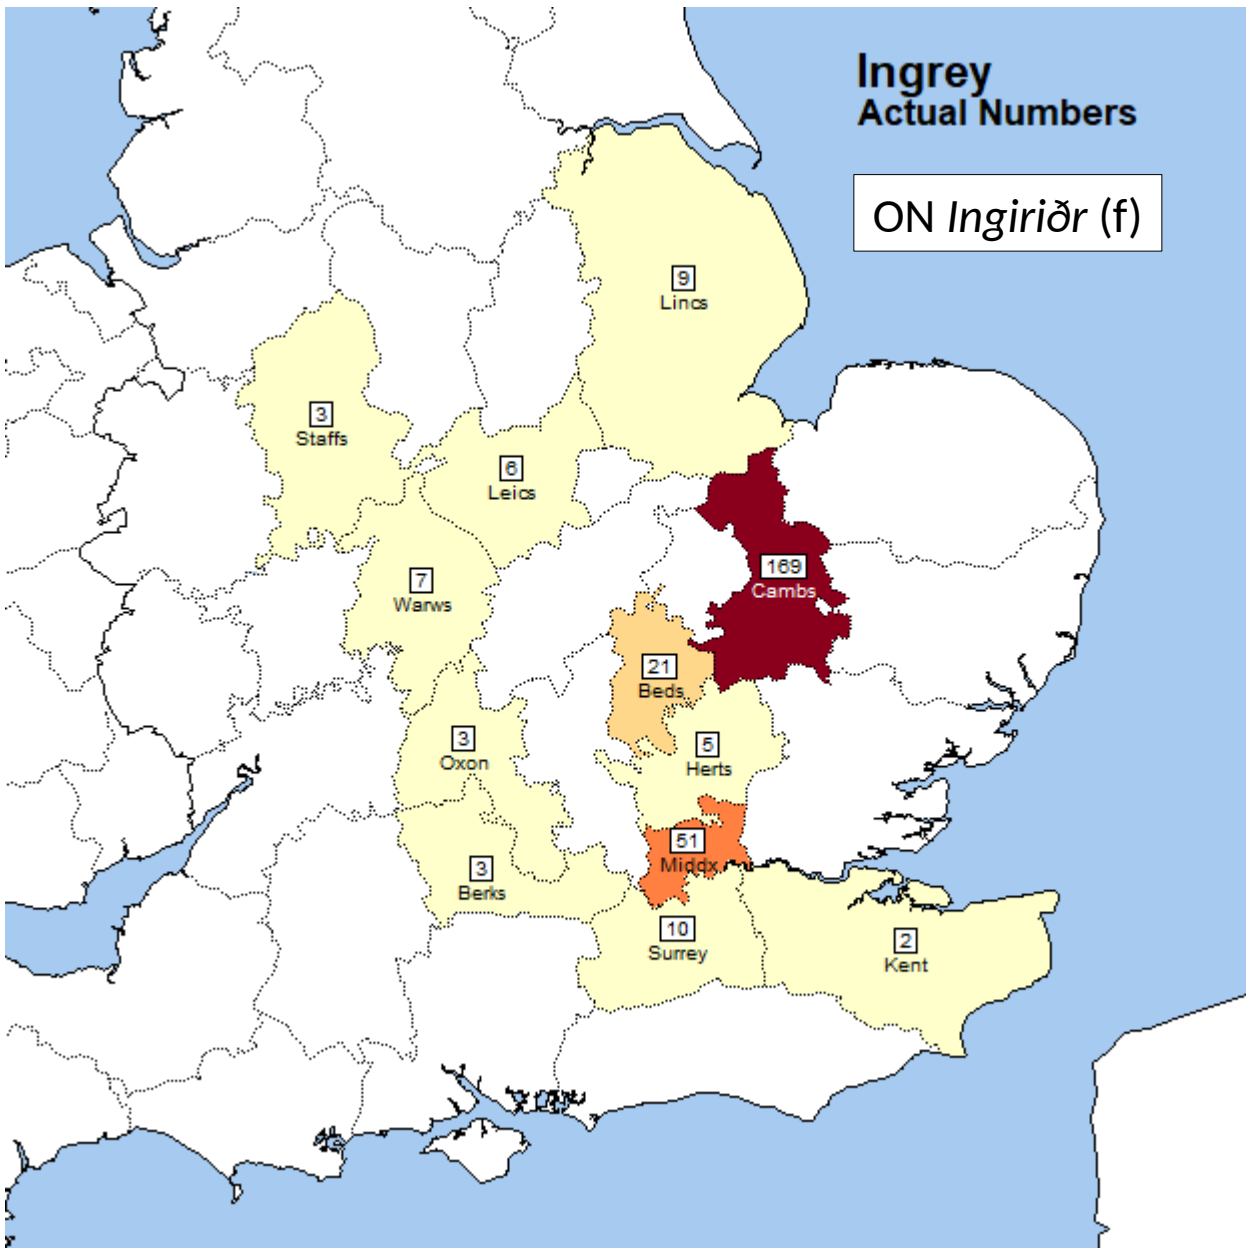 Ingrey
Actual Numbers
ON Ingiriðr (f)
9
Lincs
3
Staffs
6
Leics
169
Cambs
7
Warws
21
Beds
3
Oxon
5
Herts
51
Middx
3
Berks
10
Surrey
2
Kent